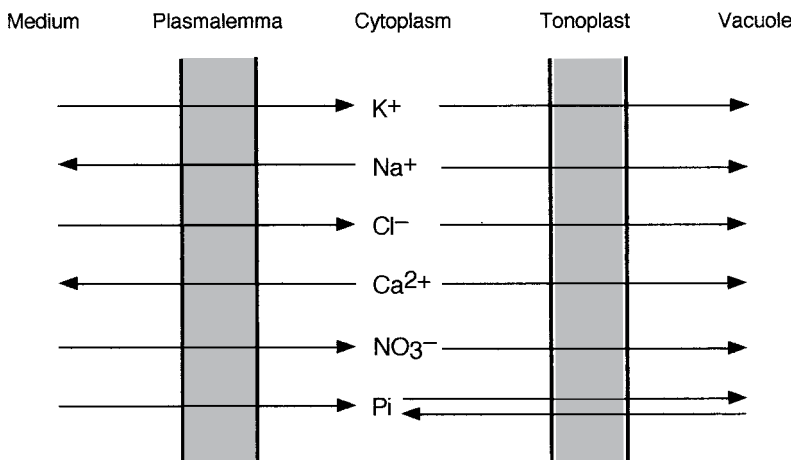 Medium Plasmalemma Cytoplasm Tonoplast Vacuole
K+
Na+
Cl−
Ca2+
NO3−
Pi